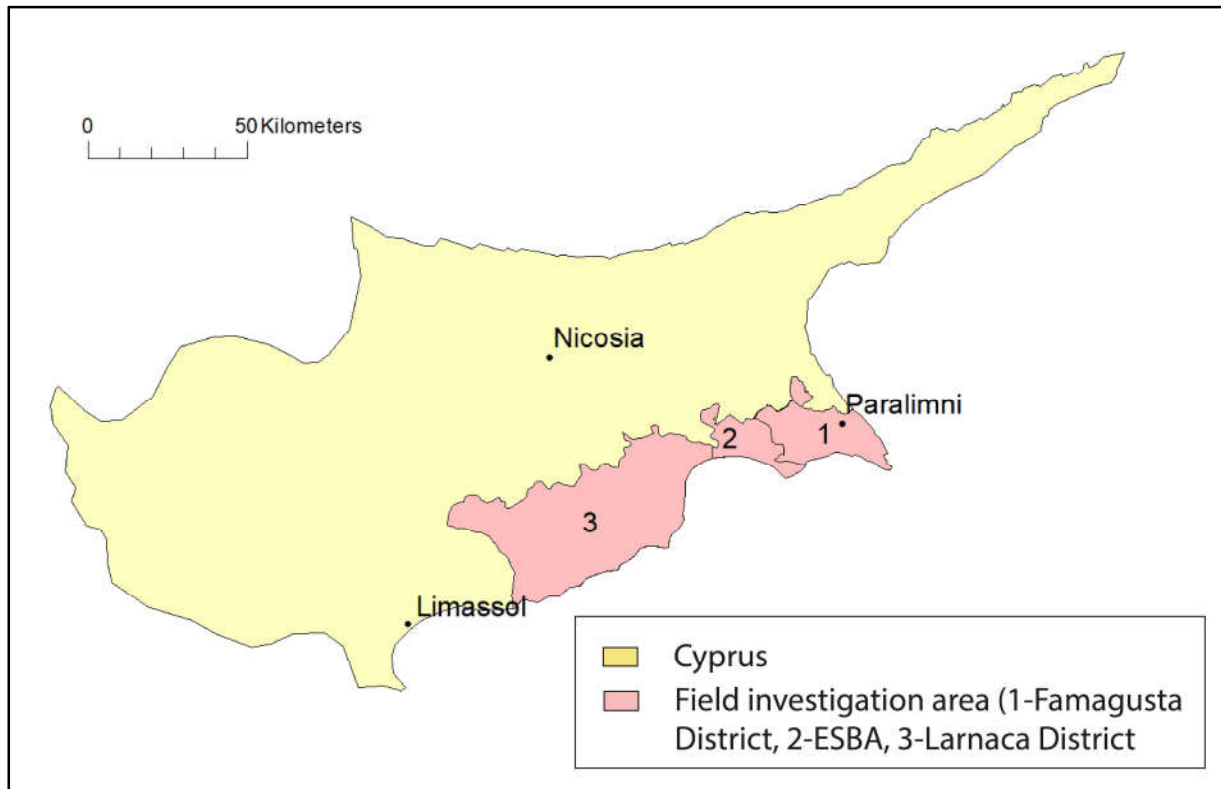 0 50 Kilometers
Nicosia
Paralimni
1
2
3
Limassol
Cyprus
Field investigation area (1-Famagusta
District, 2-ESBA, 3-Larnaca District